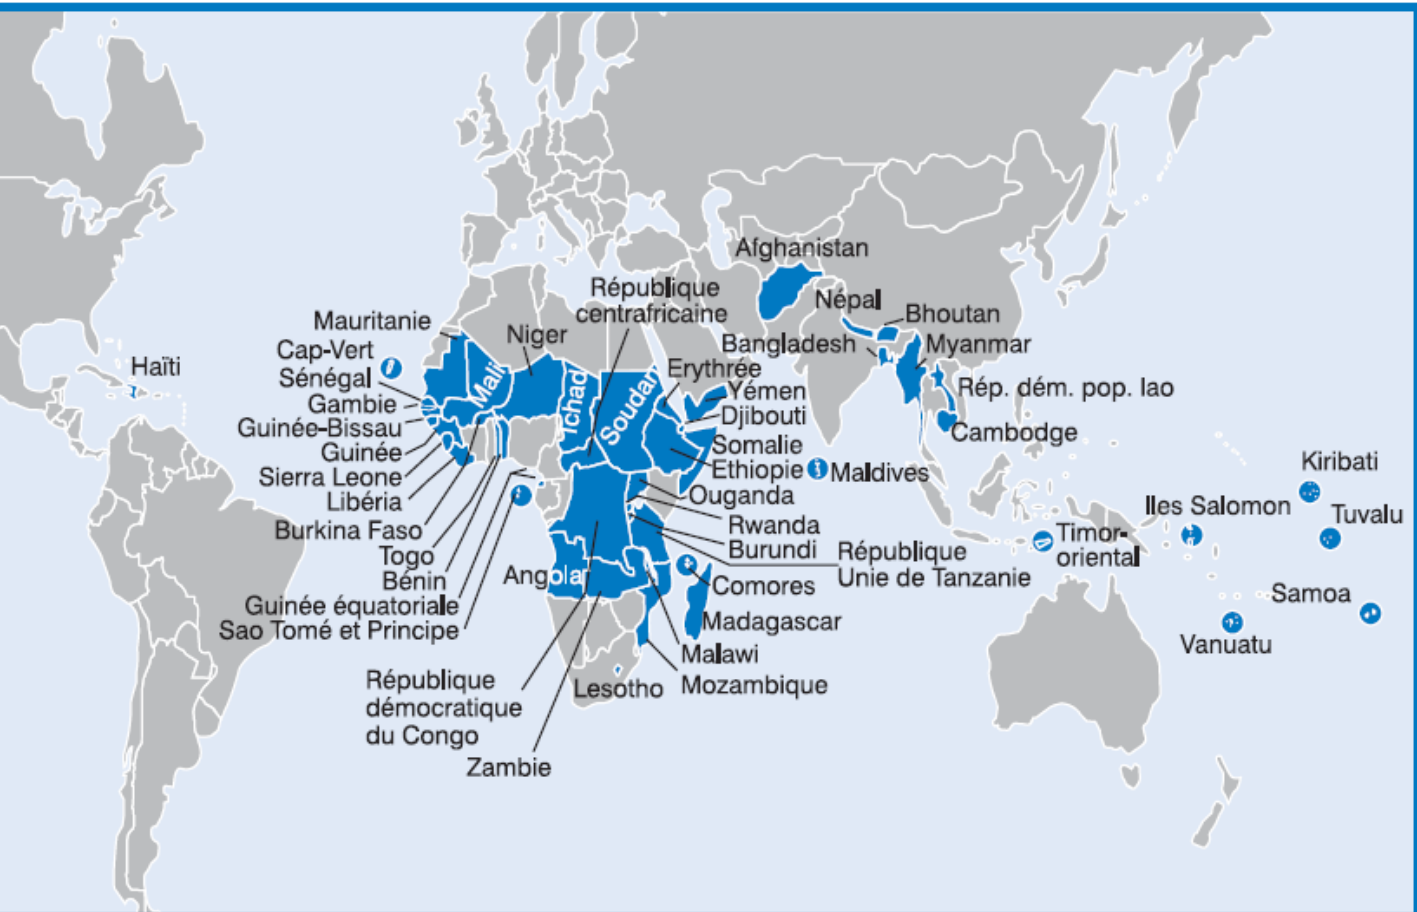 Afghanistan
République
centrafricaine
Népal
Bhoutan
Mauritanie
Niger
Bangladesh
Myanmar
Cap-Vert
Haïti
Mali
Tchad
Soudan
Erythrée
Sénégal
Yémen
Rép. dém. pop. lao
Gambie
Djibouti
Guinée-Bissau
Cambodge
Somalie
Guinée
Ethiopie
Maldives
Kiribati
Sierra Leone
Ouganda
Libéria
Iles Salomon
Tuvalu
Burkina Faso
Rwanda
Timor-
oriental
Togo
Burundi
République
Unie de Tanzanie
Bénin
Angola
Comores
Samoa
Guinée équatoriale
Sao Tomé et Principe
Madagascar
Vanuatu
Malawi
République
démocratique
du Congo
Lesotho
Mozambique
Zambie